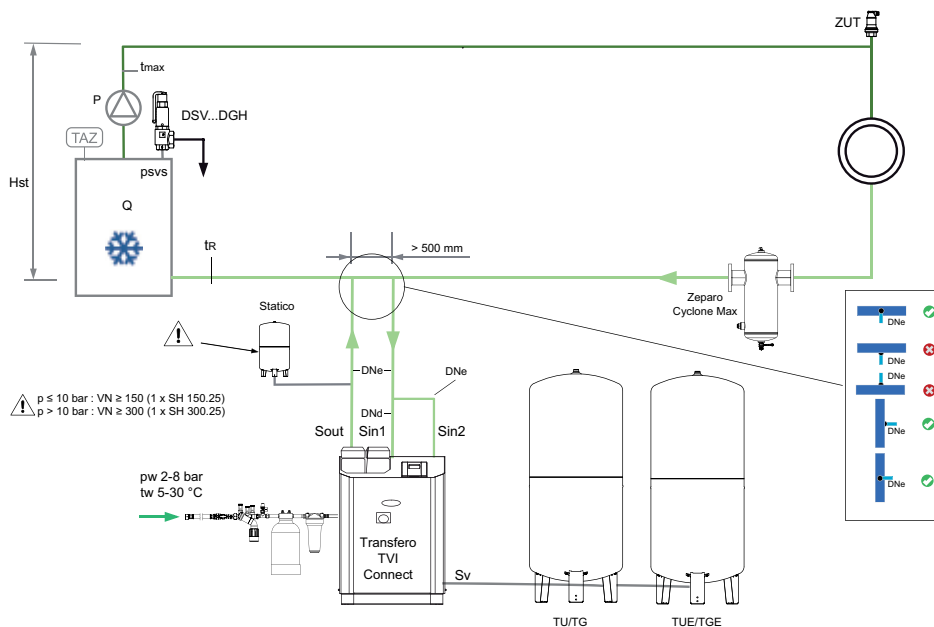 ZUT
tmax
P
DSV...DGH
TAZ
psvs
Hst
Q
tR
> 500 mm
Statico
Zeparo
Cyclone Max
DNe
DNe
DNe
DNe
DNe
DNe
DNe
p ≤ 10 bar : VN ≥ 150 (1 x SH 150.25)
p > 10 bar : VN ≥ 300 (1 x SH 300.25)
DNd
Sout
Sin1
Sin2
pw 2-8 bar
tw 5-30 °C
Transfero
TVI
Connect
Sv
TU/TG
TUE/TGE